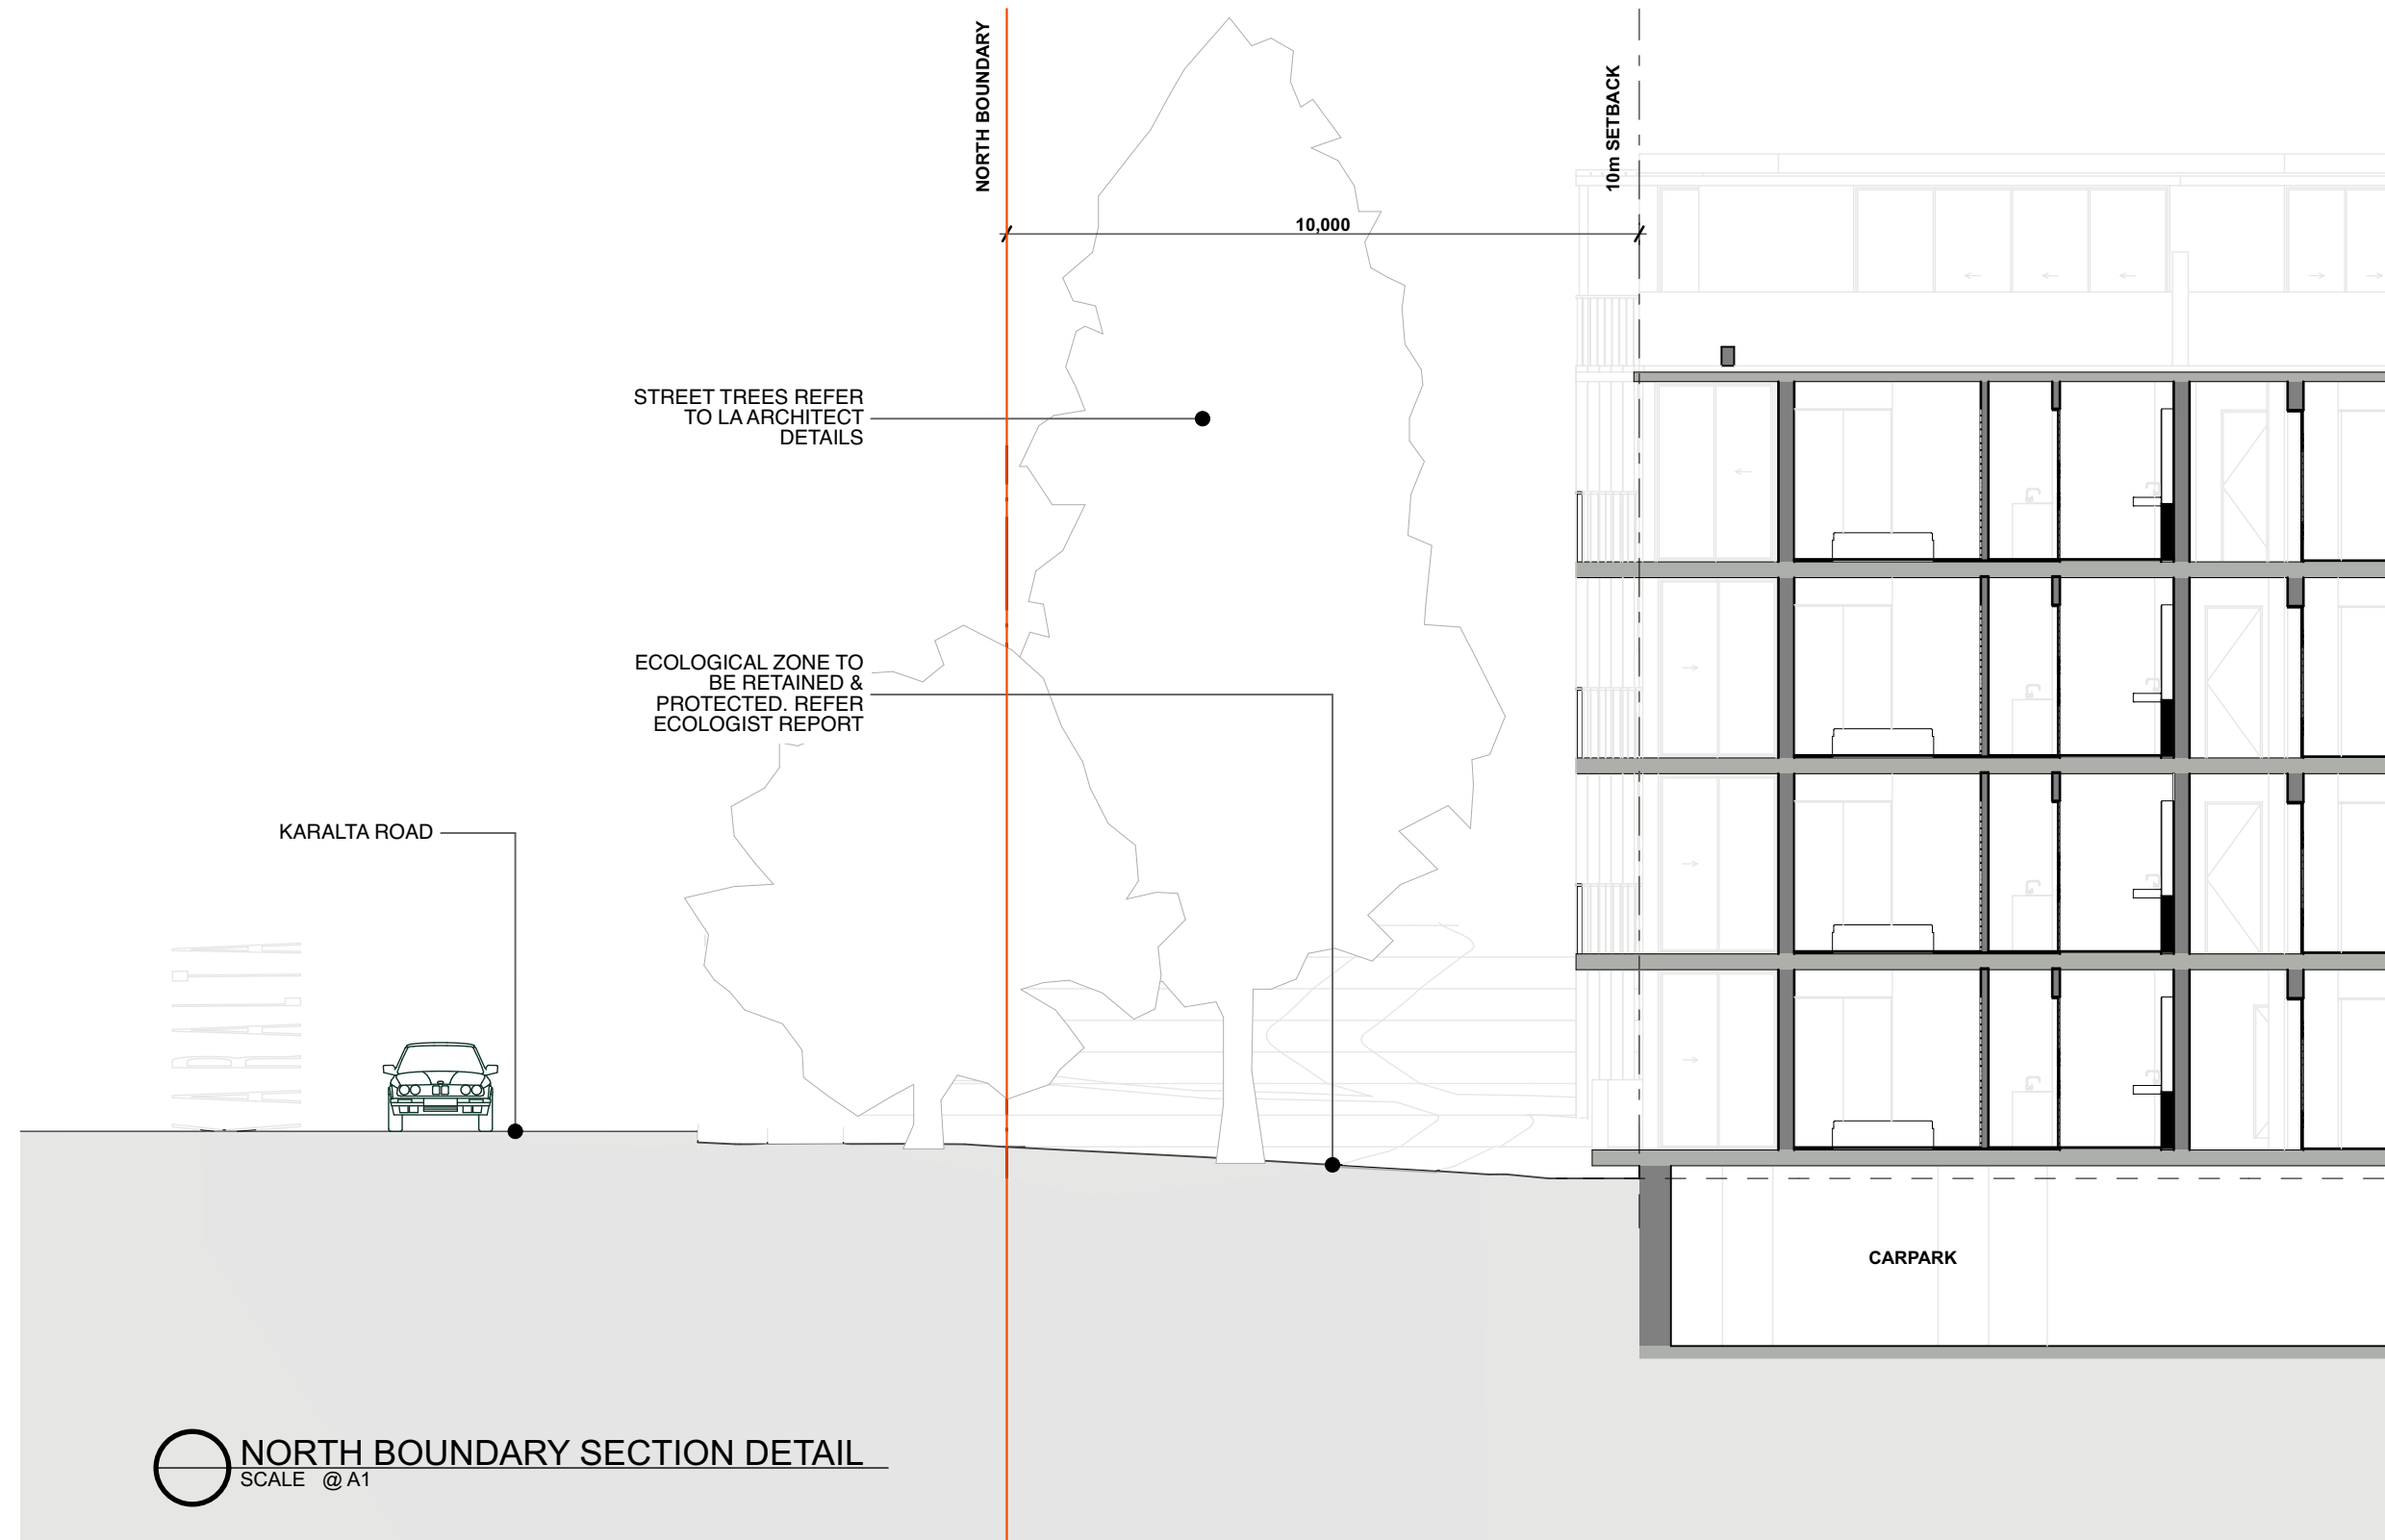 NORTH BOUNDARY
10m SETBACK
10,000
STREET TREES REFER
TO LA ARCHITECT
DETAILS
ECOLOGICAL ZONE TO
BE RETAINED &
PROTECTED. REFER
ECOLOGIST REPORT
KARALTA ROAD
CARPARK
NORTH BOUNDARY SECTION DETAIL
SCALE @ A1